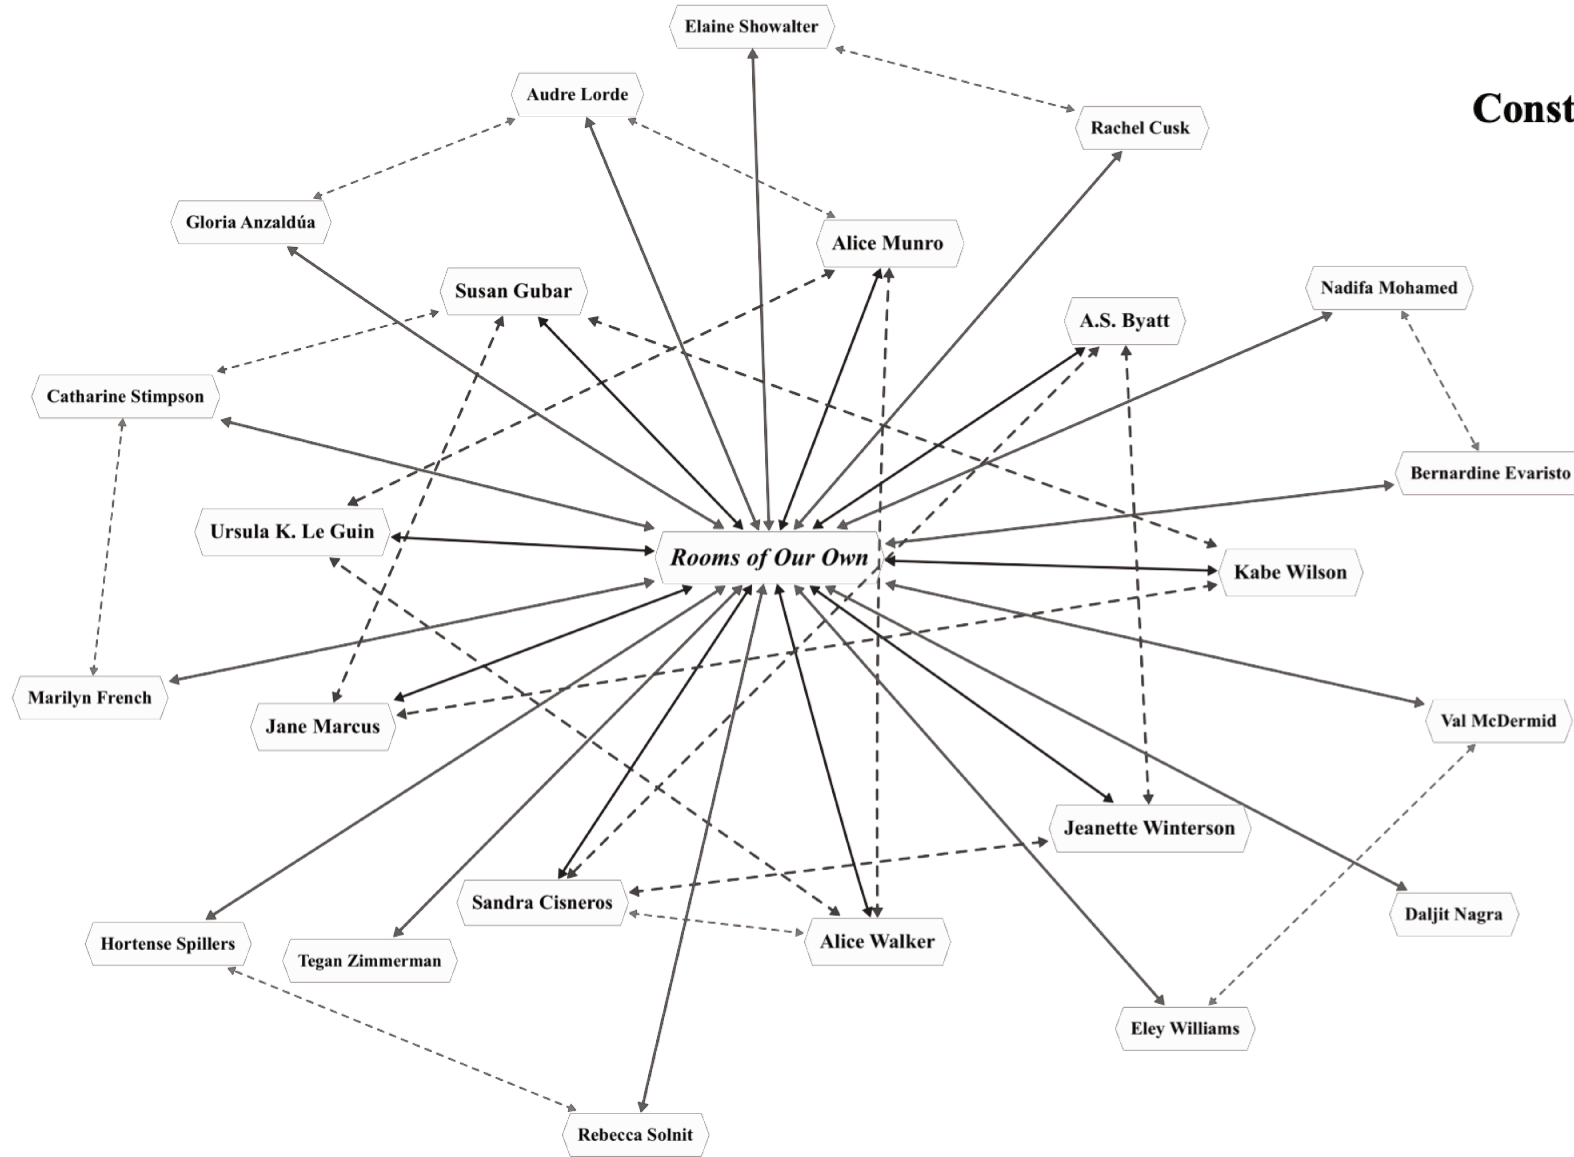 Elaine Showalter
Audre Lorde
Const
Rachel Cusk
Gloria Anzaldúa
Alice Munro
Susan Gubar
Nadifa Mohamed
A.S. Byatt
Catharine Stimpson
Bernardine Evaristo
Ursula K. Le Guin
Rooms of Our Own
Kabe Wilson
Marilyn French
Jane Marcus
Val McDermid
Jeanette Winterson
Sandra Cisneros
Daljit Nagra
Hortense Spillers
Alice Walker
Tegan Zimmerman
Eley Williams
Rebecca Solnit